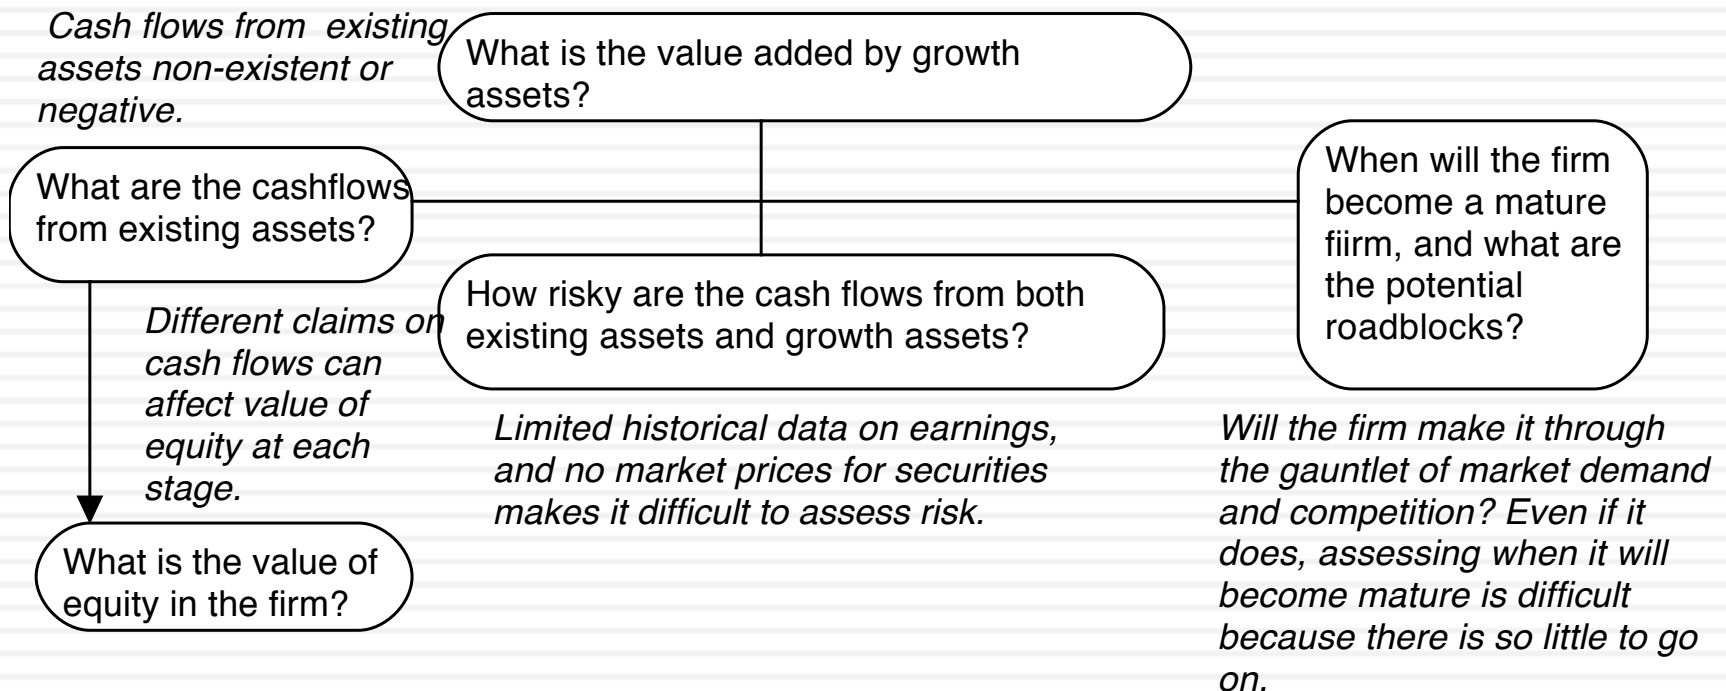 Cash flows from  existing
assets non-existent or
negative.
What is the value added by growth
assets?
What are the cashflows
from existing assets?
When will the firm
become a mature
fiirm, and what are
the potential
roadblocks?
How risky are the cash flows from both
existing assets and growth assets?
Different claims on
cash flows can
affect value of
equity at each
stage.
Limited historical data on earnings,
and no market prices for securities
makes it difficult to assess risk.
Will the firm make it through
the gauntlet of market demand
and competition? Even if it
does, assessing when it will
become mature is difficult
because there is so little to go
on.
What is the value of
equity in the firm?